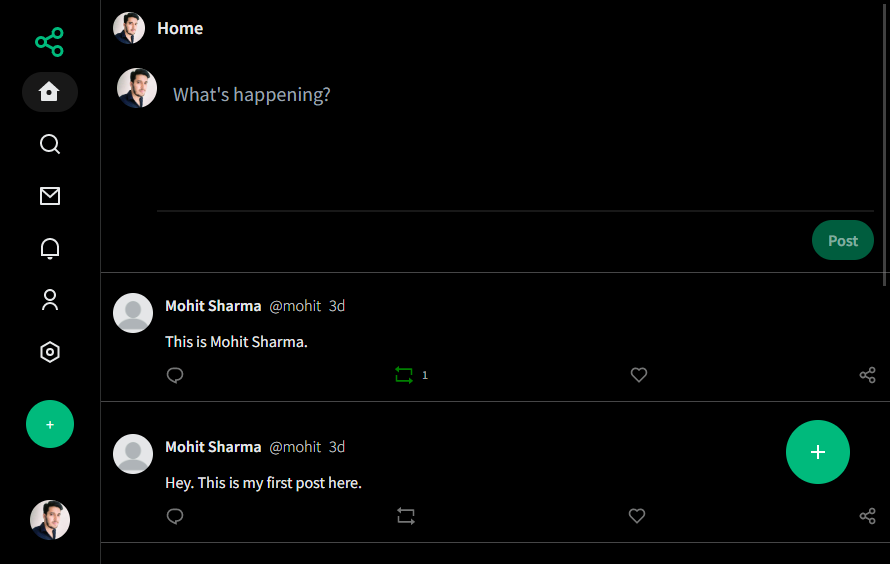 Home
What's happening?
Post
Mohit Sharma @mohit 3d
This is Mohit Sharma.
1
Mohit Sharma @mohit 3d
Hey. This is my first post here.